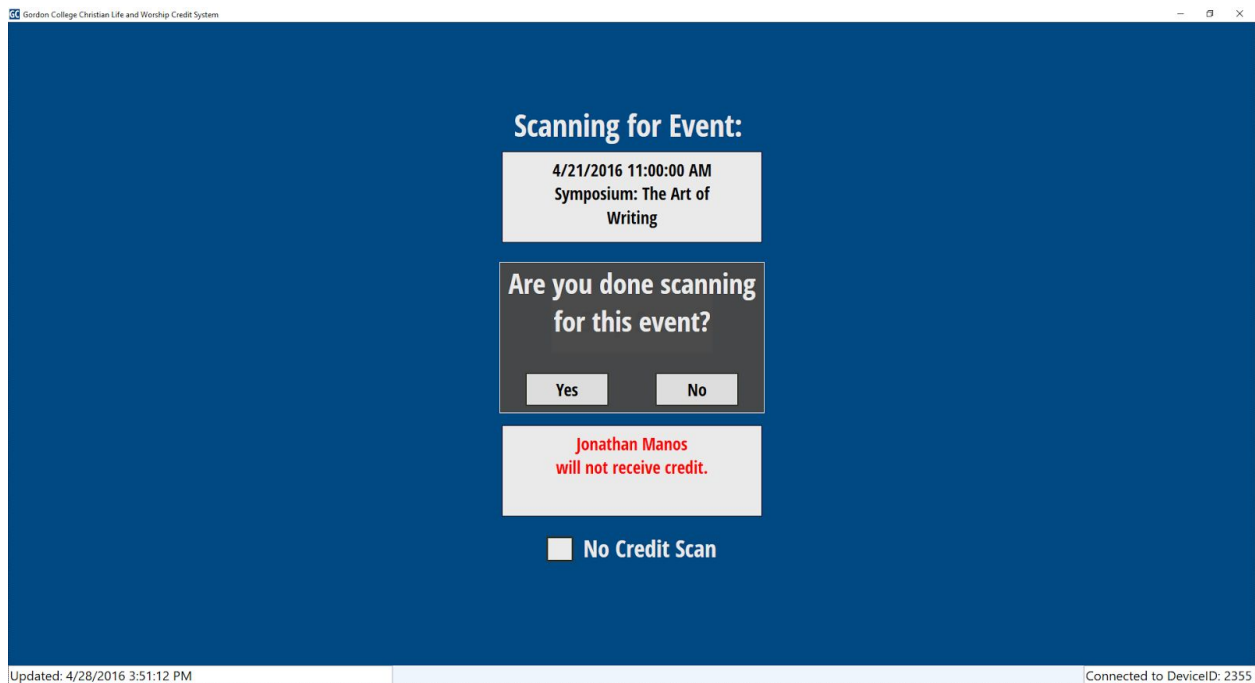 GC Gordon College Christian Life and Worship Credit System
Scanning for Event:
4/21/2016 11:00:00 AM
Symposium: The Art of
Writing
Are you done scanning
for this event?
Yes No
Jonathan Manos
will not receive credit.
No Credit Scan
Updated: 4/28/2016 3:51:12 PM Connected to DeviceID: 2355